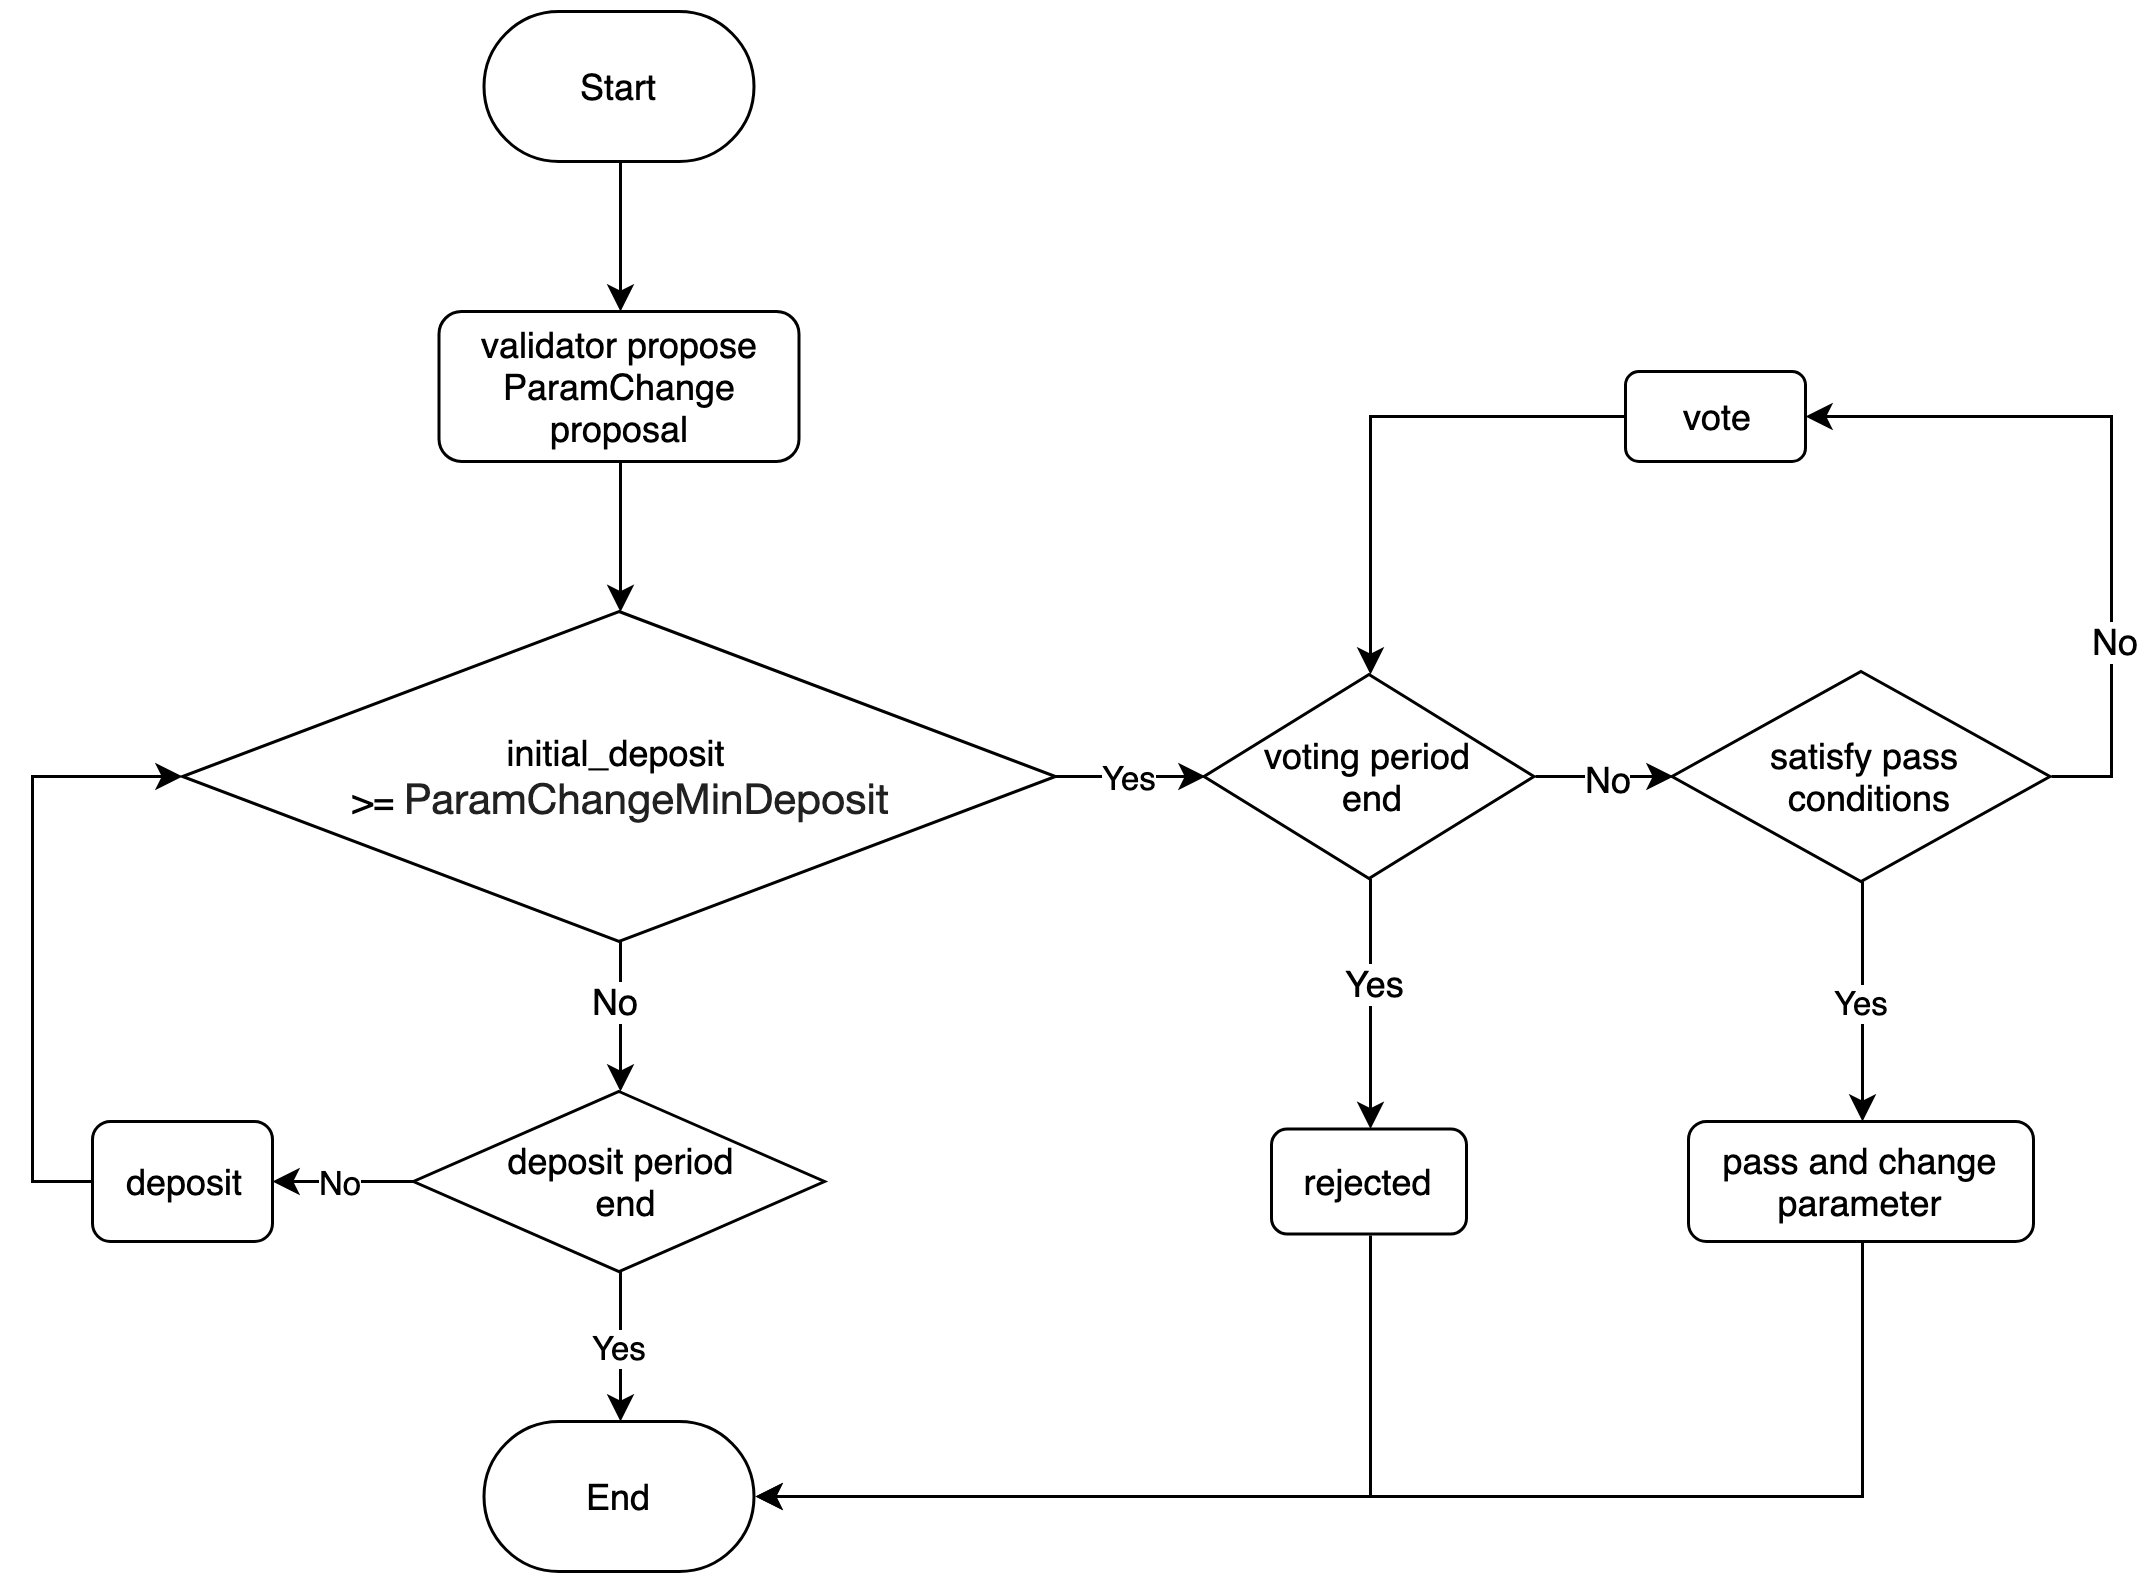 Start
validator propose
ParamChange
proposal
vote
No
initial_deposit
>= ParamChangeMinDeposit
Yes
voting period
end
No
satisfy pass
conditions
No
Yes
Yes
deposit
No
deposit period
end
rejected
pass and change
parameter
Yes
End